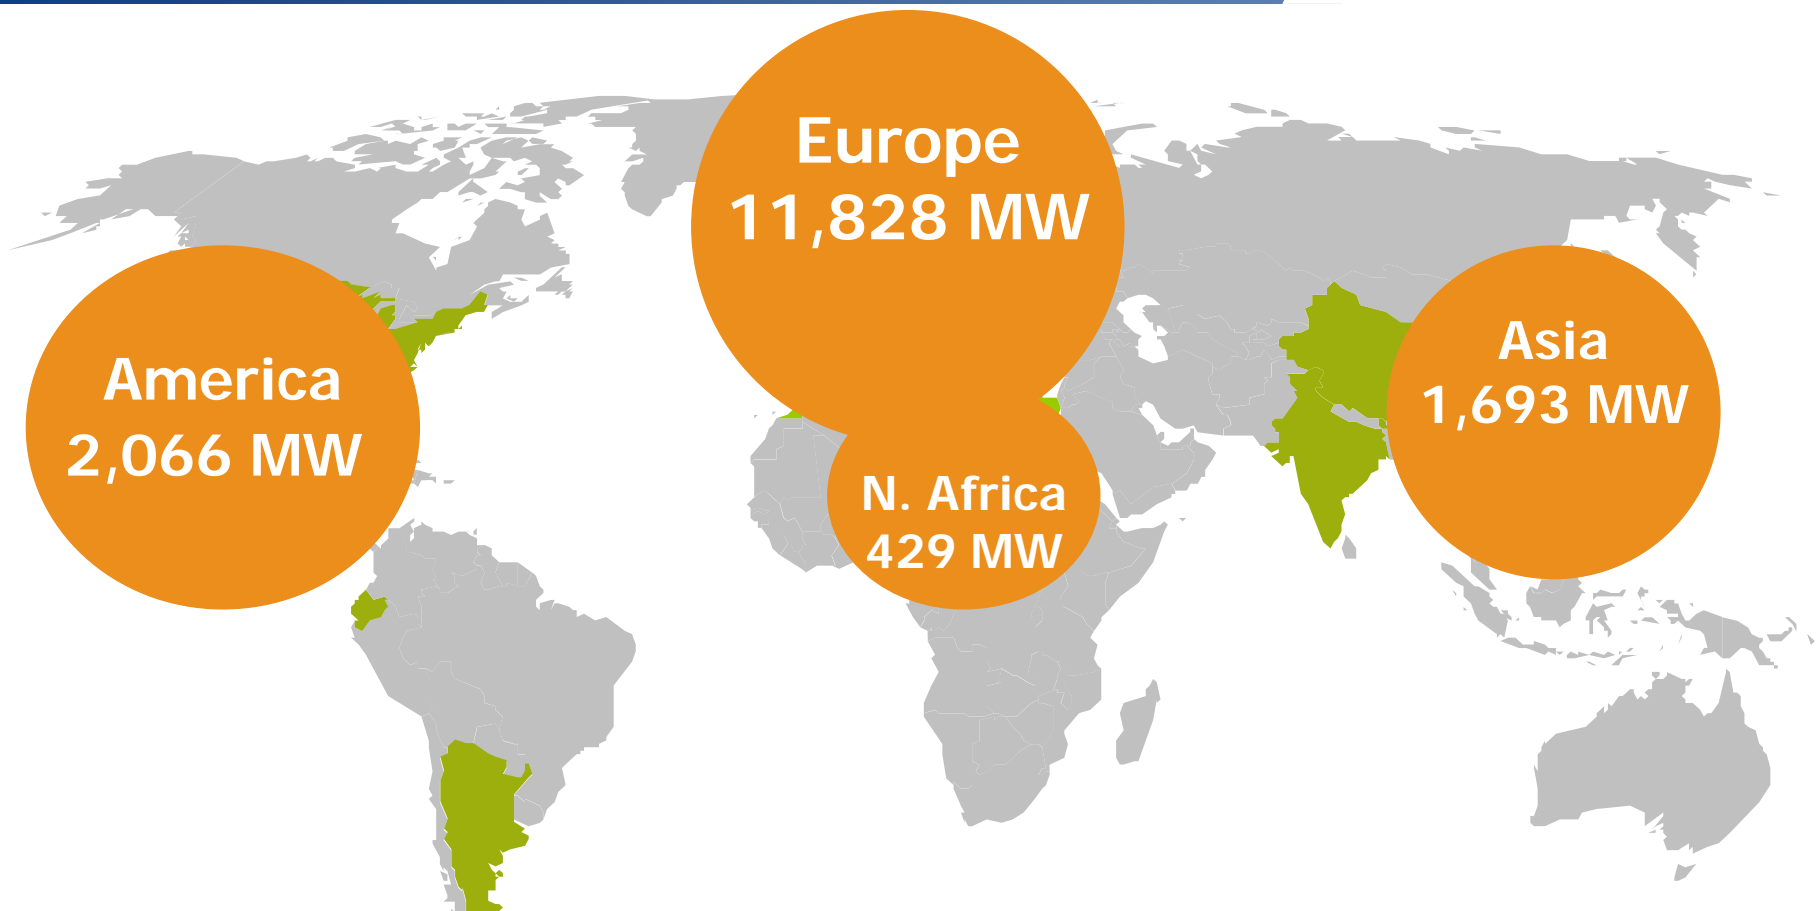 Europe
11,828 MW
America
2,066 MW
Asia
1,693 MW
N. Africa
429 MW